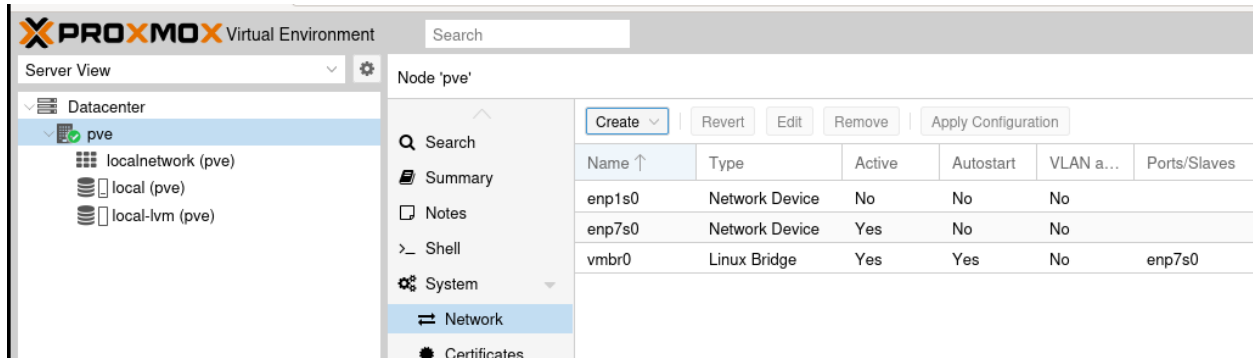 PROXMOX Virtual Environment Search
Server View
Node 'pve'
Datacenter
pve
localnetwork (pve)
local (pve)
local-lvm (pve)
Search
Summary
Notes
Shell
System
Network
Certificates
Create Revert Edit Remove Apply Configuration
Name Type Active Autostart VLAN a... Ports/Slaves
enp1s0 Network Device No No No
enp7s0 Network Device Yes No No
vmbr0 Linux Bridge Yes Yes No enp7s0